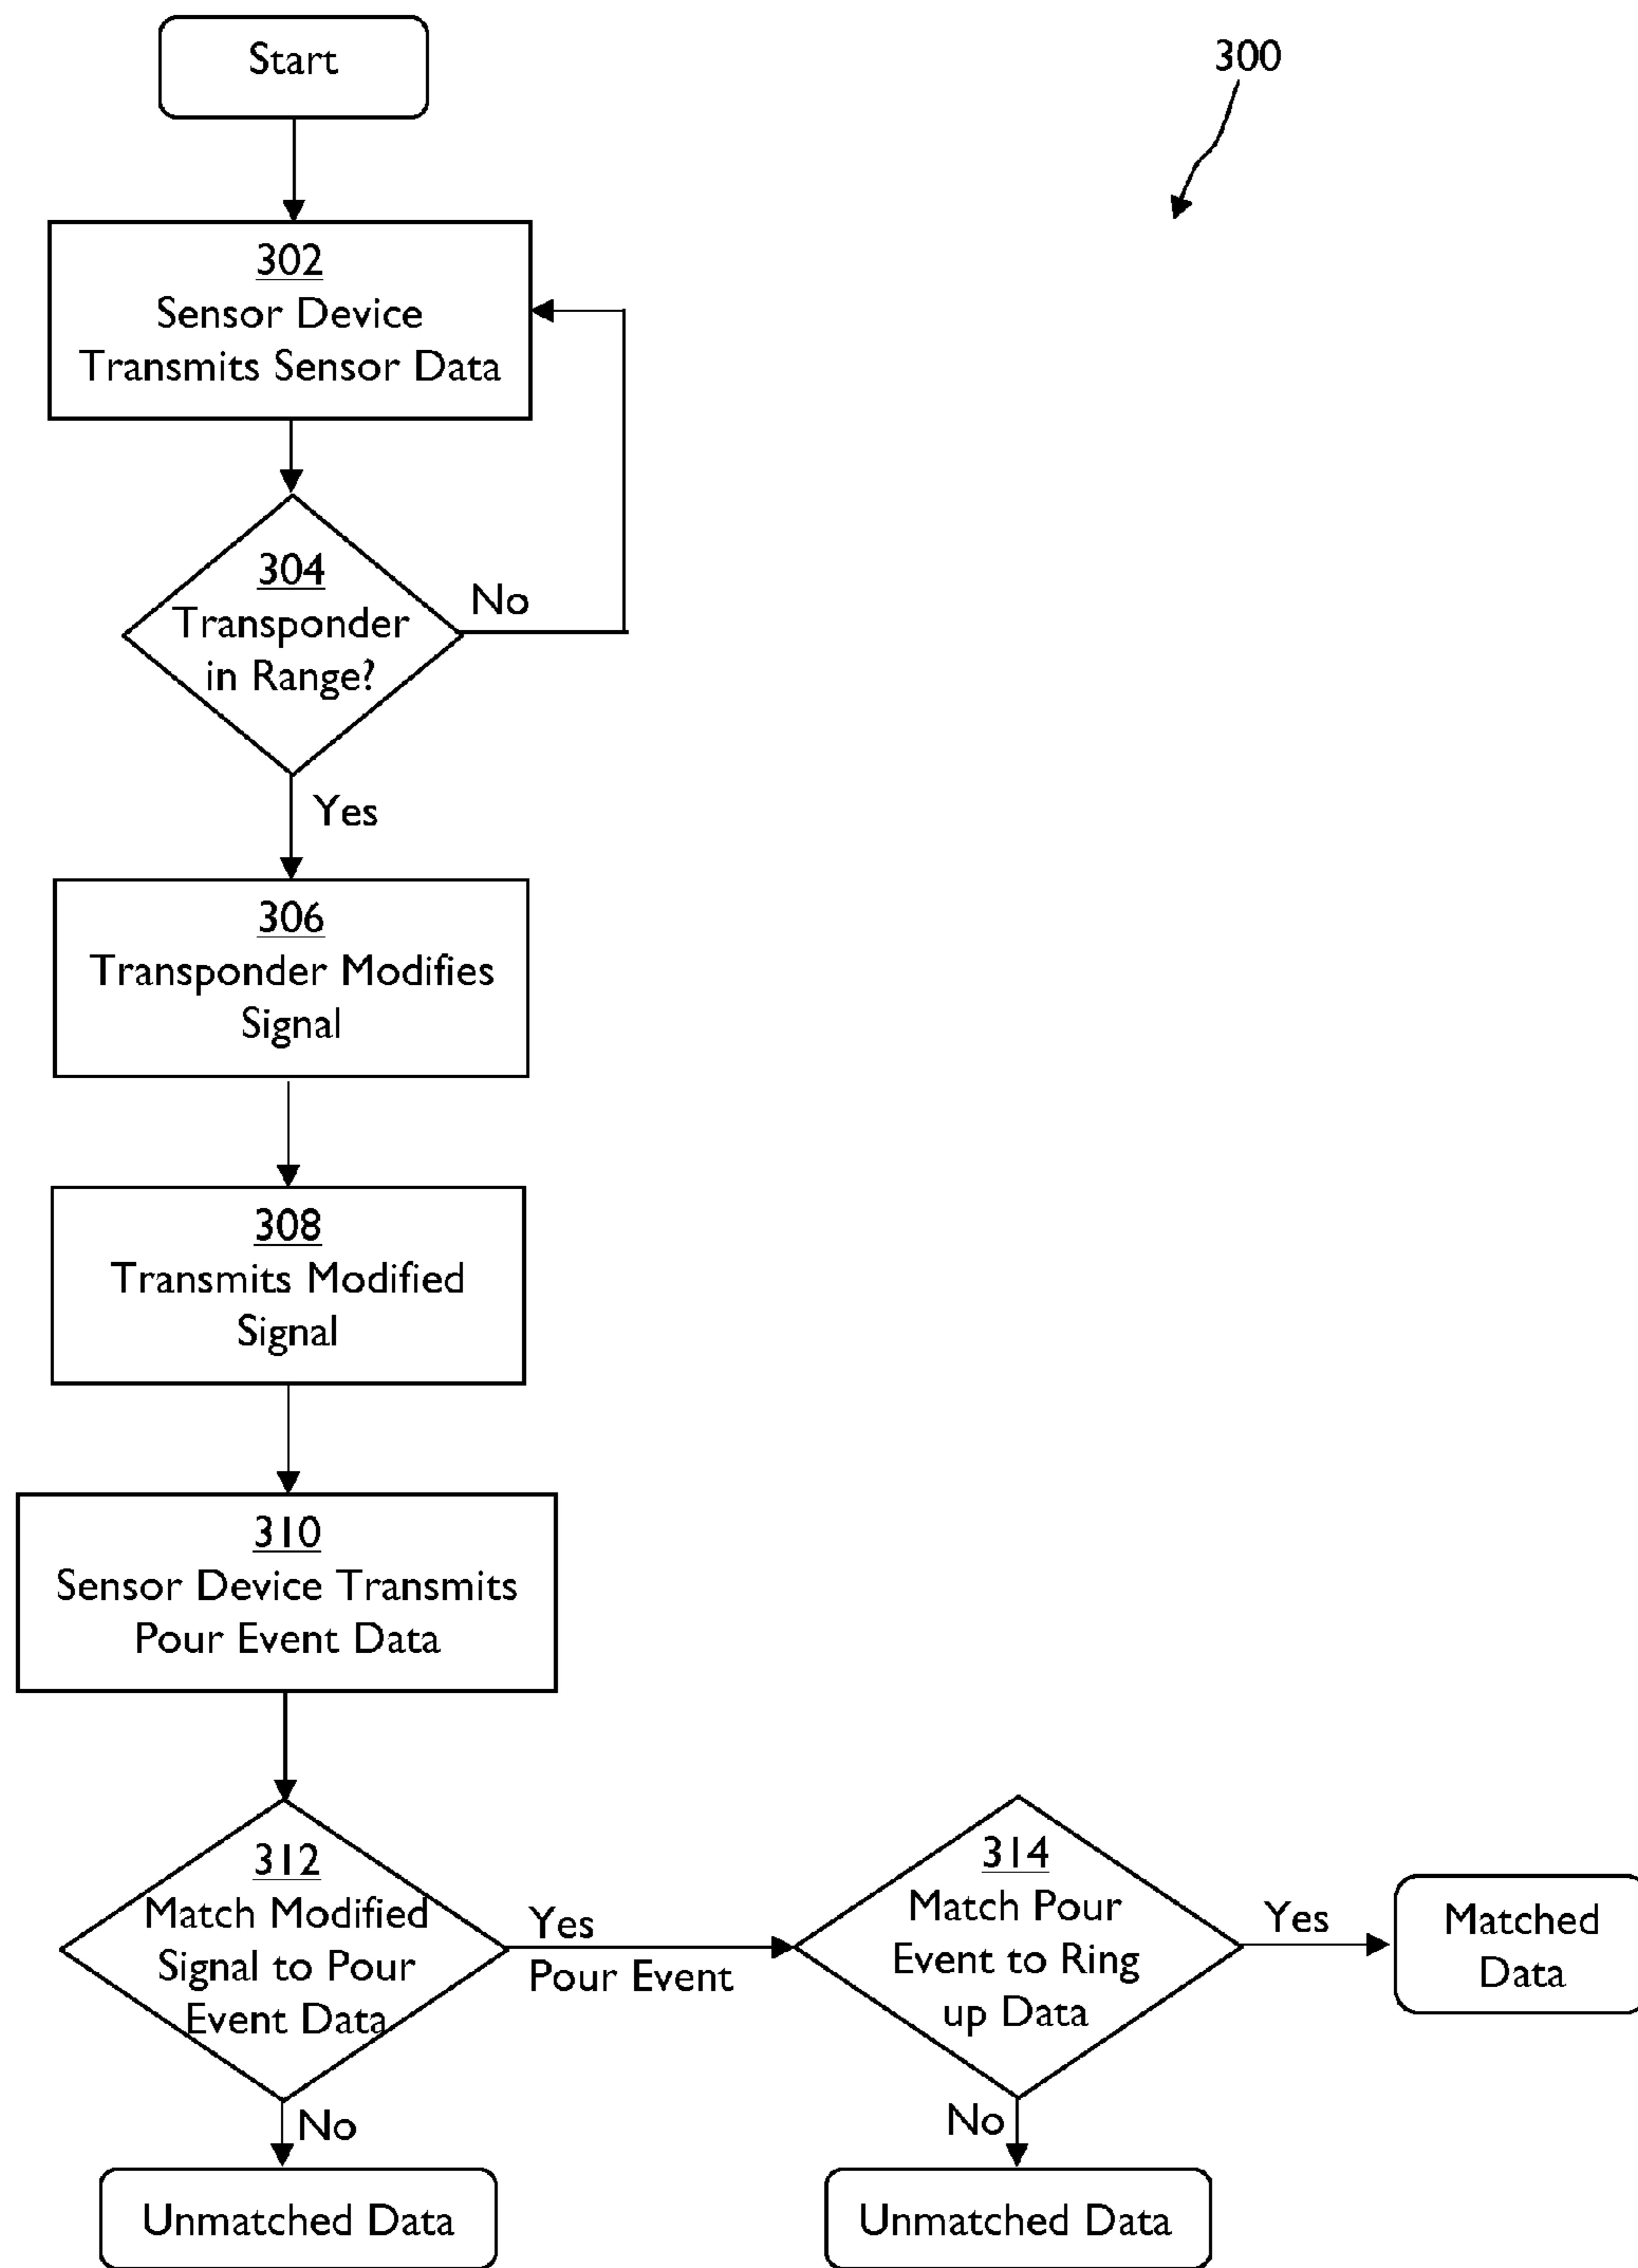 Start
300
302
Sensor Device
Transmits Sensor Data
304
Transponder
in Range?
No
Yes
306
Transponder Modifies
Signal
308
Transmits Modified
Signal
310
Sensor Device Transmits
Pour Event Data
312
Match Modified
Signal to Pour
Event Data
Yes
Pour Event
314
Match Pour
Event to Ring
up Data
Yes
Matched
Data
No
No
Unmatched Data
Unmatched Data